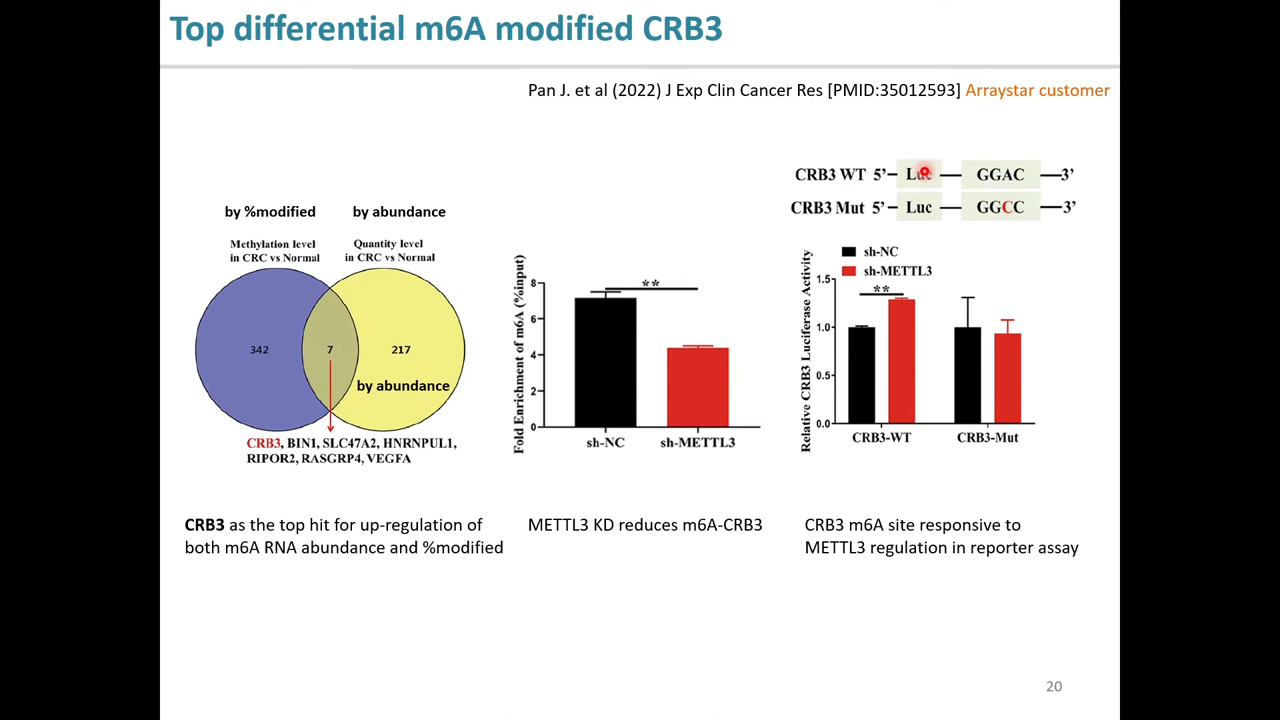 Top differential m6A modified CRB3
Pan J. et al (2022) J Exp Clin Cancer Res [PMID:35012593] Arraystar customer
by %modified
by abundance
Methylation level
in CRC vs Normal
Quantity level
in CRC vs Normal
342
7
217
by abundance
CRB3, BIN1, SLC47A2, HNRNPUL1,
RIPOR2, RASGRP4, VEGFA
CRB3 as the top hit for up-regulation of
both m6A RNA abundance and %modified
Fold Enrichment of m6A (%input)
8
6
4
2
0
**
sh-NC
sh-METTL3
METTL3 KD reduces m6A-CRB3
CRB3 WT 5' Luc GGAC 3'
CRB3 Mut 5' Luc GGCC 3'
Relative CRB3 Luciferase Activity
sh-NC
sh-METTL3
1.5
1.0
0.5
0.0
**
CRB3-WT
CRB3-Mut
CRB3 m6A site responsive to
METTL3 regulation in reporter assay
20